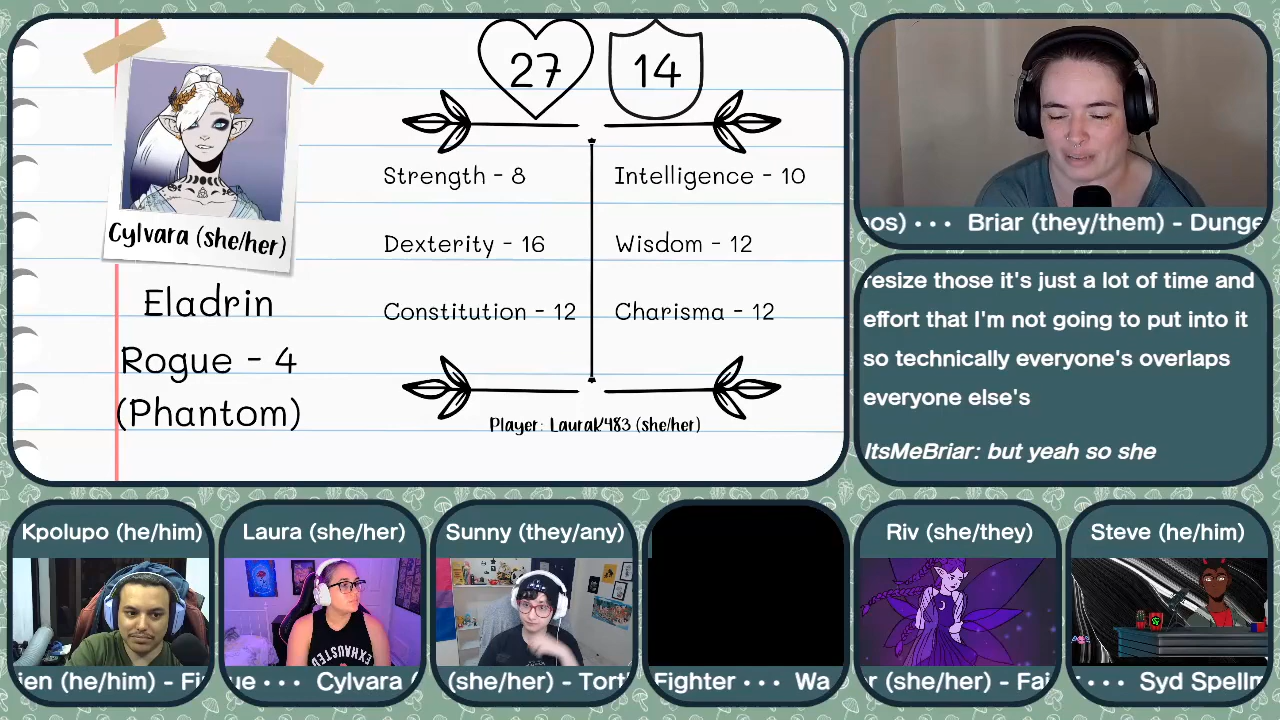 27
14
Strength - 8
Intelligence - 10
Dexterity - 16
Wisdom - 12
Constitution - 12
Charisma - 12
Cylvara (she/her)
Eladrin
Rogue - 4
(Phantom)
Player: LauraK483 (she/her)
os) • • • Briar (they/them) - Dunge
resize those it's just a lot of time and
effort that I'm not going to put into it
so technically everyone's overlaps
everyone else's
ItsMeBriar: but yeah so she
Kpolupo (he/him)
Laura (she/her)
Sunny (they/any)
Riv (she/they)
Steve (he/him)
EXHAUSTED
ien (he/him) - Fi
ue • • • Cylvara (
(she/her) - Tort
Fighter • • • Wa
r (she/her) - Fai
• • • Syd Spellm